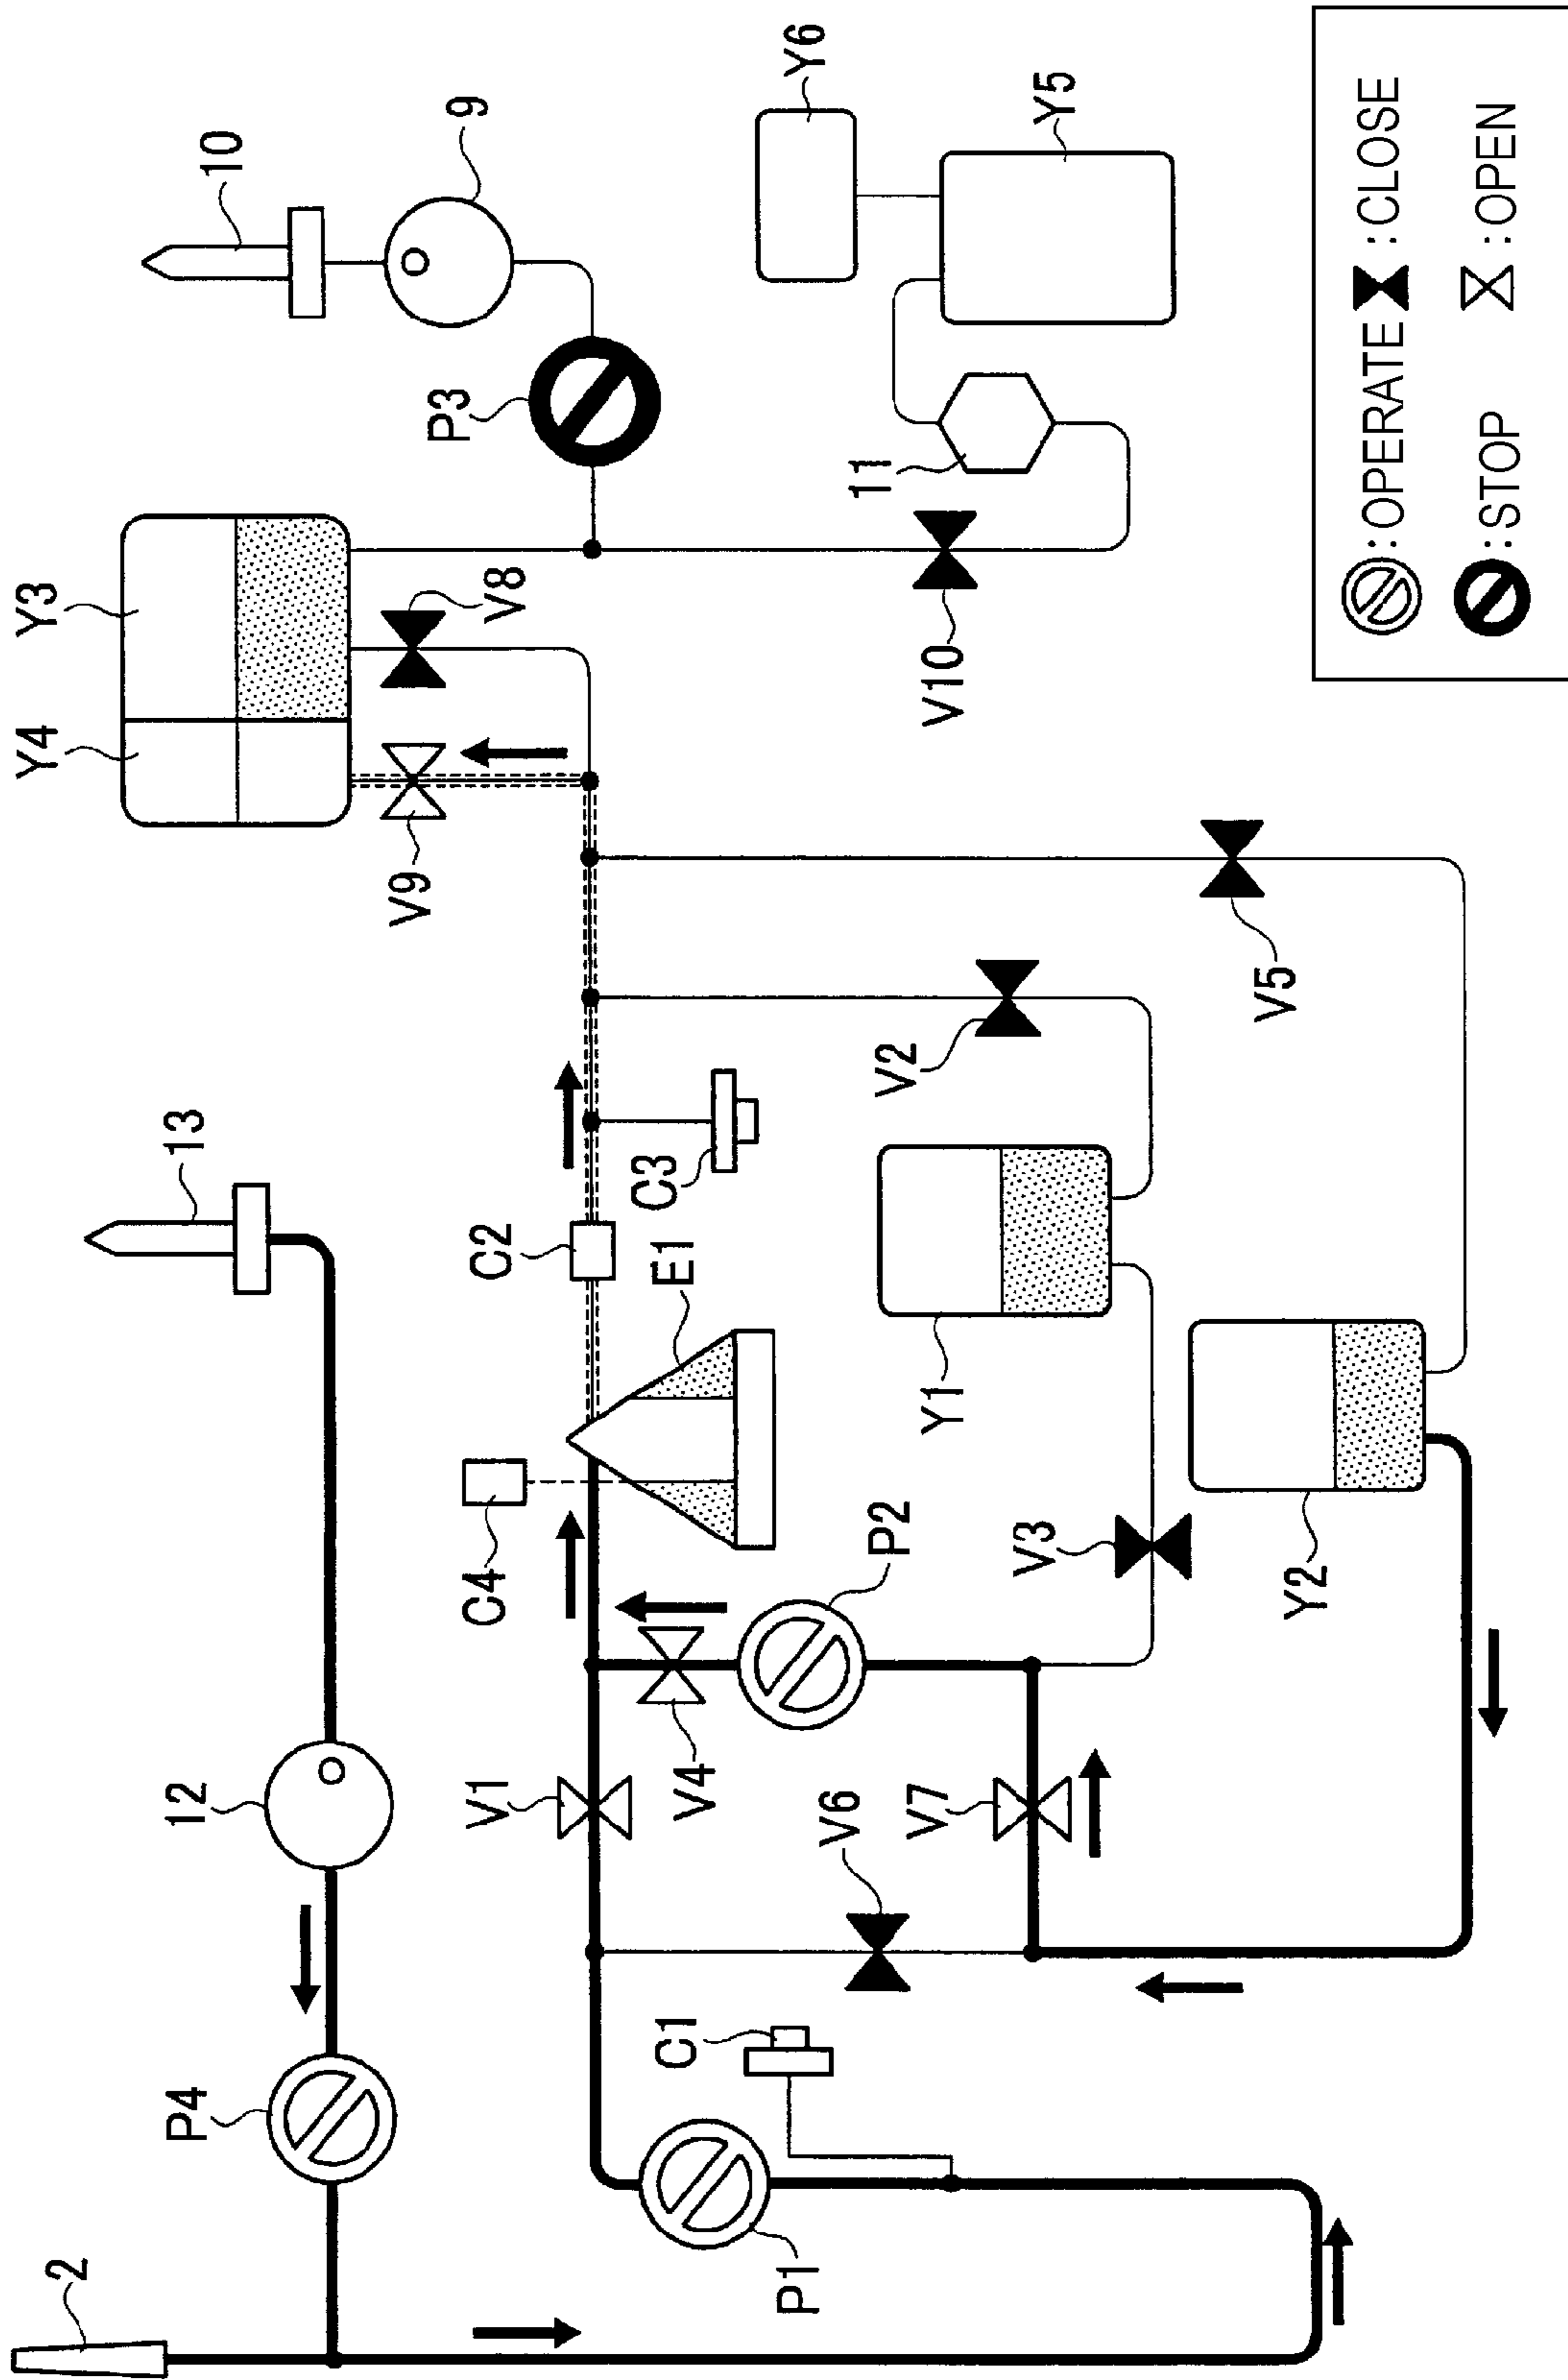 Y3
Y4
10
9
V8
V9
P3
Y6
Y5
11
V10
13
C2
C3
E1
V2
V5
Y1
C4
P2
V3
Y2
12
V1
V4
V6
V7
P4
C1
P1
2
:OPERATE :CLOSE
:STOP :OPEN